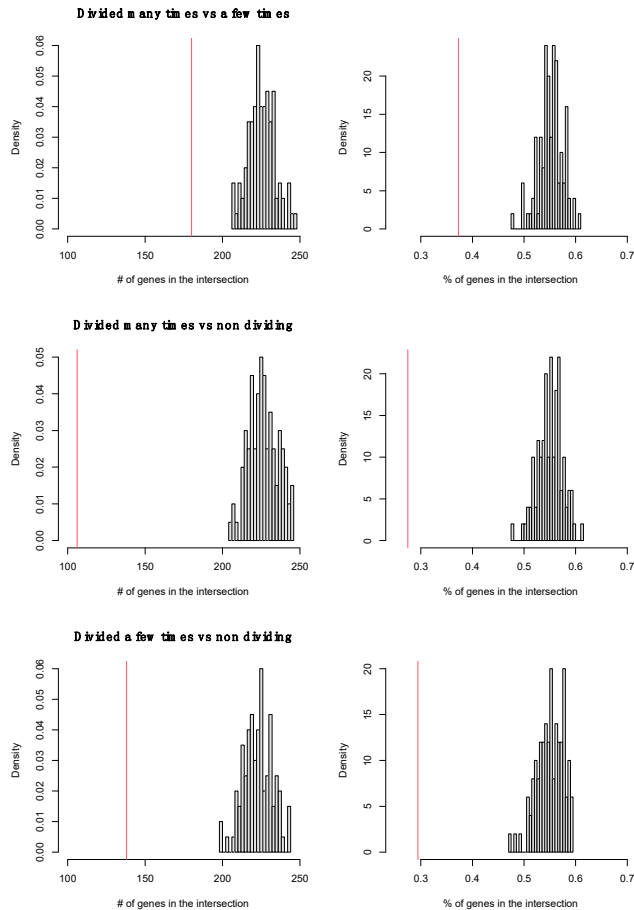 Divided many times vs a few times
Density
0.00 0.01 0.02 0.03 0.04 0.05 0.06
100 150 200 250
# of genes in the intersection
Density
0 5 10 15 20
0.3 0.4 0.5 0.6 0.7
% of genes in the intersection
Divided many times vs non dividing
Density
0.00 0.01 0.02 0.03 0.04 0.05
100 150 200 250
# of genes in the intersection
Density
0 5 10 15 20
0.3 0.4 0.5 0.6 0.7
% of genes in the intersection
Divided a few times vs non dividing
Density
0.00 0.01 0.02 0.03 0.04 0.05 0.06
100 150 200 250
# of genes in the intersection
Density
0 5 10 15 20
0.3 0.4 0.5 0.6 0.7
% of genes in the intersection